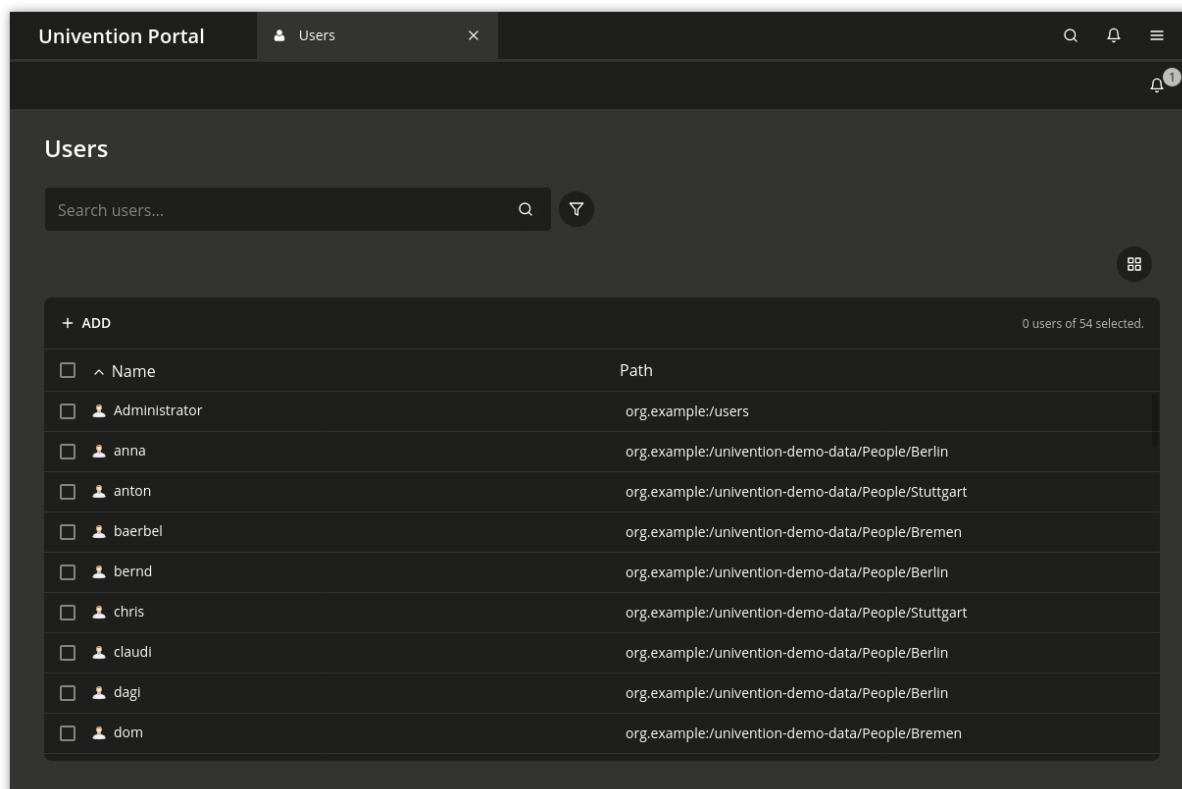 Univention Portal Users
1
Users
Search users...
ADD 0 users of 54 selected.
Name Path
Administrator org.example:/users
anna org.example:/univention-demo-data/People/Berlin
anton org.example:/univention-demo-data/People/Stuttgart
baerbel org.example:/univention-demo-data/People/Bremen
bernd org.example:/univention-demo-data/People/Berlin
chris org.example:/univention-demo-data/People/Stuttgart
claudi org.example:/univention-demo-data/People/Berlin
dagi org.example:/univention-demo-data/People/Berlin
dom org.example:/univention-demo-data/People/Bremen